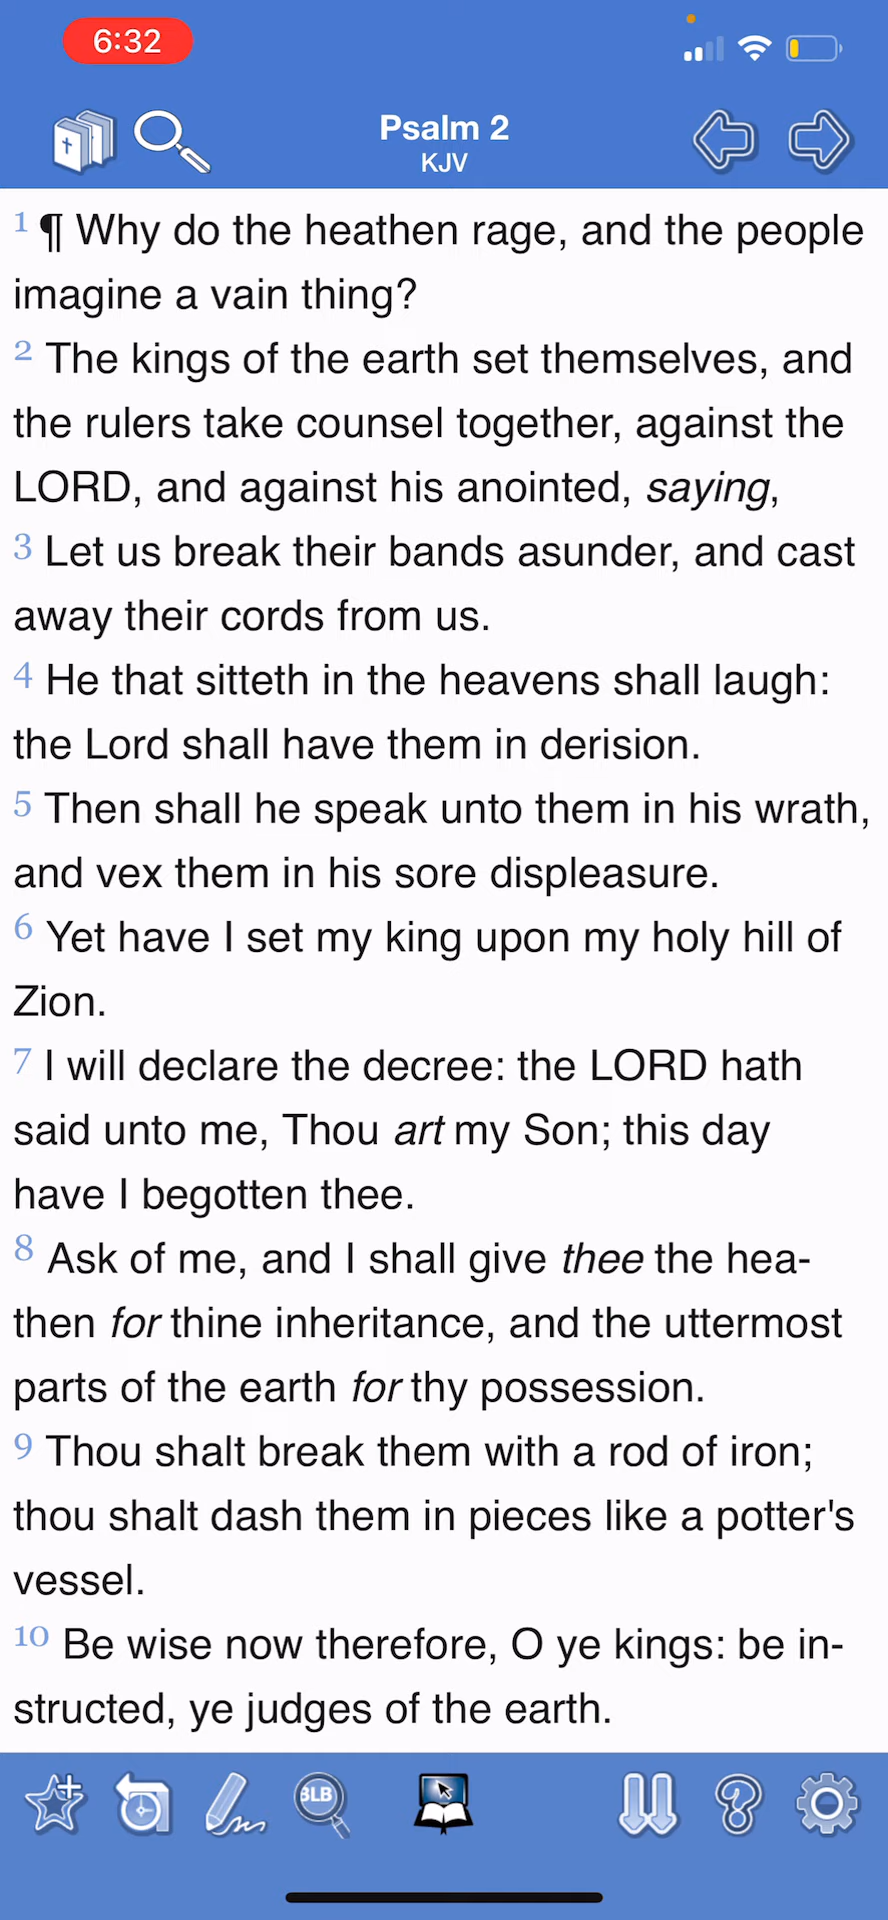 6:32
Psalm 2
KJV
1 ¶ Why do the heathen rage, and the people
imagine a vain thing?
2 The kings of the earth set themselves, and
the rulers take counsel together, against the
LORD, and against his anointed, saying,
3 Let us break their bands asunder, and cast
away their cords from us.
4 He that sitteth in the heavens shall laugh:
the Lord shall have them in derision.
5 Then shall he speak unto them in his wrath,
and vex them in his sore displeasure.
6 Yet have I set my king upon my holy hill of
Zion.
7 I will declare the decree: the LORD hath
said unto me, Thou art my Son; this day
have I begotten thee.
8 Ask of me, and I shall give thee the hea-
then for thine inheritance, and the uttermost
parts of the earth for thy possession.
9 Thou shalt break them with a rod of iron;
thou shalt dash them in pieces like a potter's
vessel.
10 Be wise now therefore, O ye kings: be in-
structed, ye judges of the earth.
BLB